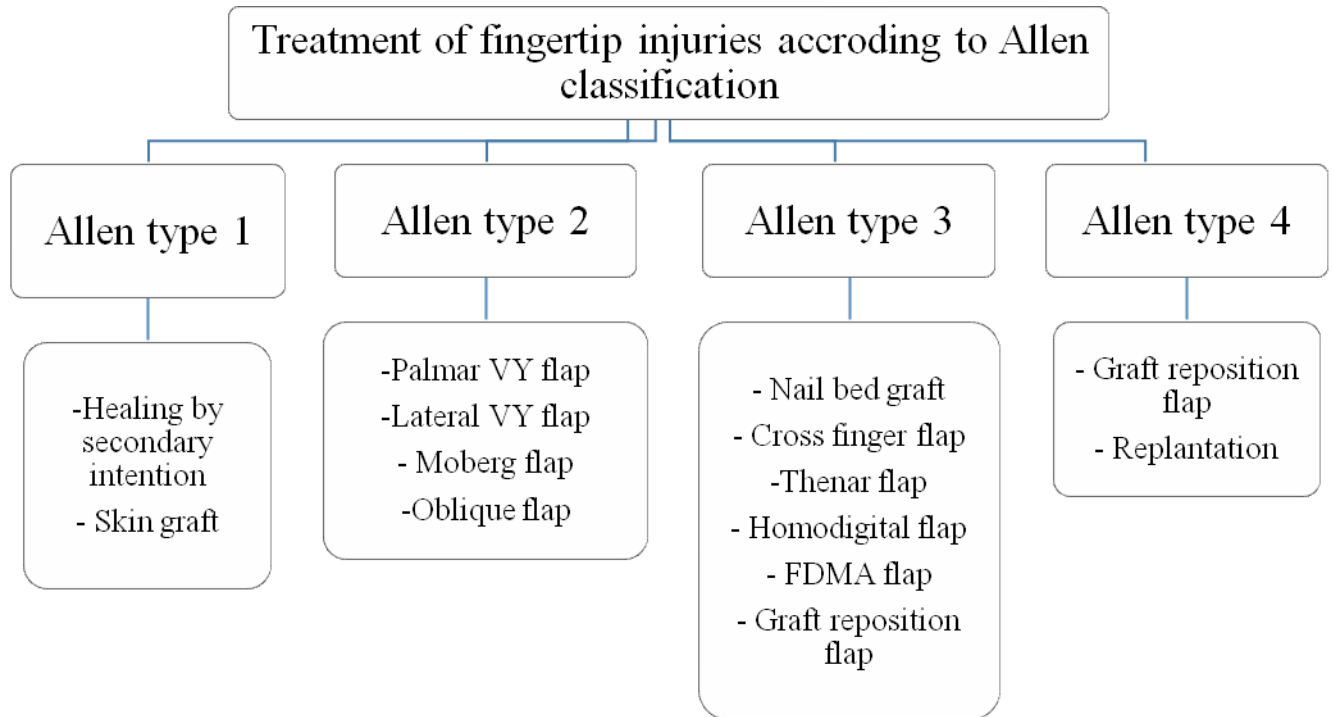 Treatment of fingertip injuries accroding to Allen
classification
Allen type 1
Allen type 2
Allen type 3
Allen type 4
-Healing by
secondary
intention
- Skin graft
-Palmar VY flap
-Lateral VY flap
- Moberg flap
-Oblique flap
- Nail bed graft
- Cross finger flap
-Thenar flap
- Homodigital flap
- FDMA flap
- Graft reposition
flap
- Graft reposition
flap
- Replantation